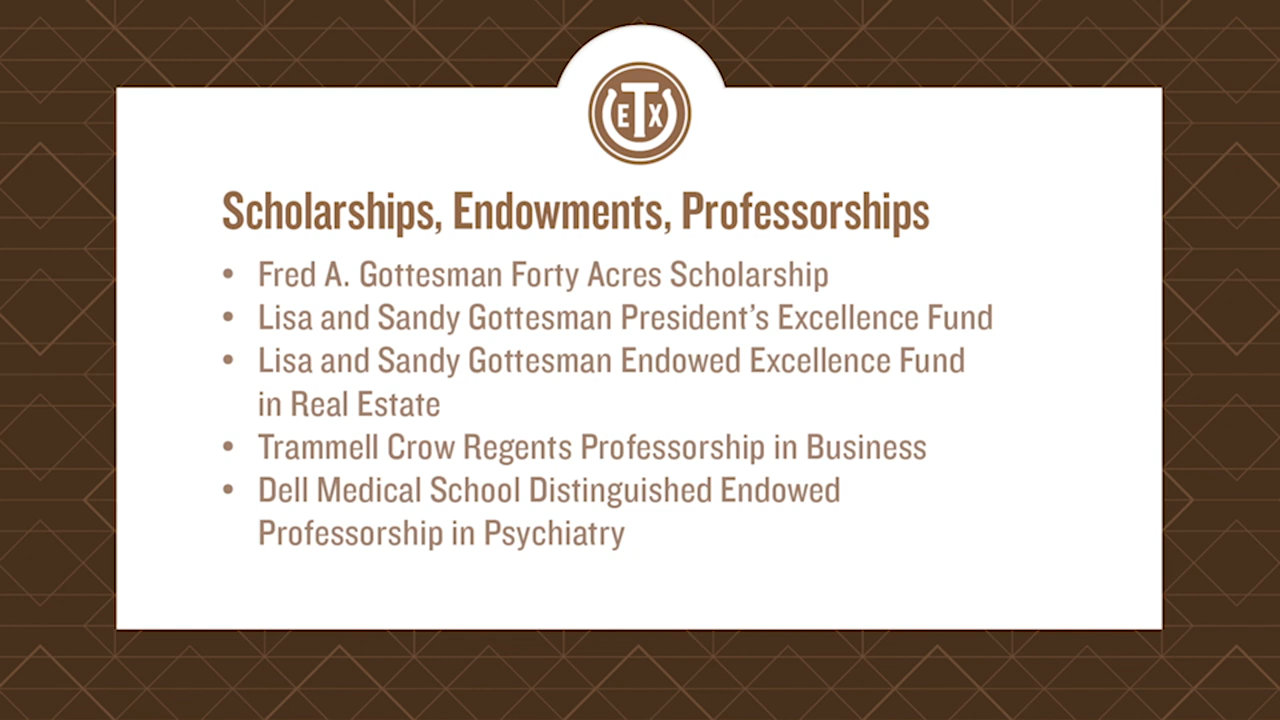 E T X
Scholarships, Endowments, Professorships
• Fred A. Gottesman Forty Acres Scholarship
• Lisa and Sandy Gottesman President’s Excellence Fund
• Lisa and Sandy Gottesman Endowed Excellence Fund
in Real Estate
• Trammell Crow Regents Professorship in Business
• Dell Medical School Distinguished Endowed
Professorship in Psychiatry